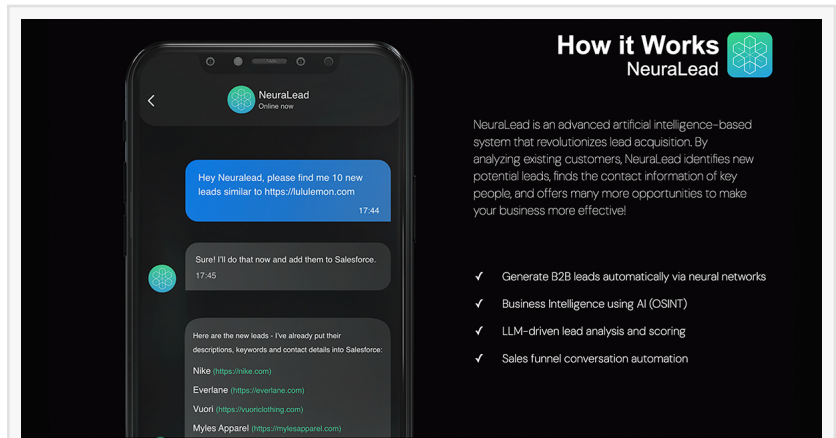 How it Works
NeuraLead
NeuraLead
Online now
Hey Neuralead, please find me 10 new
leads similar to https://lululemon.com
17:44
Sure! I'll do that now and add them to Salesforce.
17:45
Here are the new leads - I've already put their
descriptions, keywords and contact details into Salesforce:
Nike (https://nike.com)
Everlane (https://everlane.com)
Vuori (https://vuoriclothing.com)
Myles Apparel (https://mylesapparel.com)
NeuraLead is an advanced artificial intelligence-based
system that revolutionizes lead acquisition. By
analyzing existing customers, NeuraLead identifies new
potential leads, finds the contact information of key
people, and offers many more opportunities to make
your business more effective!
✓ Generate B2B leads automatically via neural networks
✓ Business Intelligence using AI (OSINT)
✓ LLM-driven lead analysis and scoring
✓ Sales funnel conversation automation